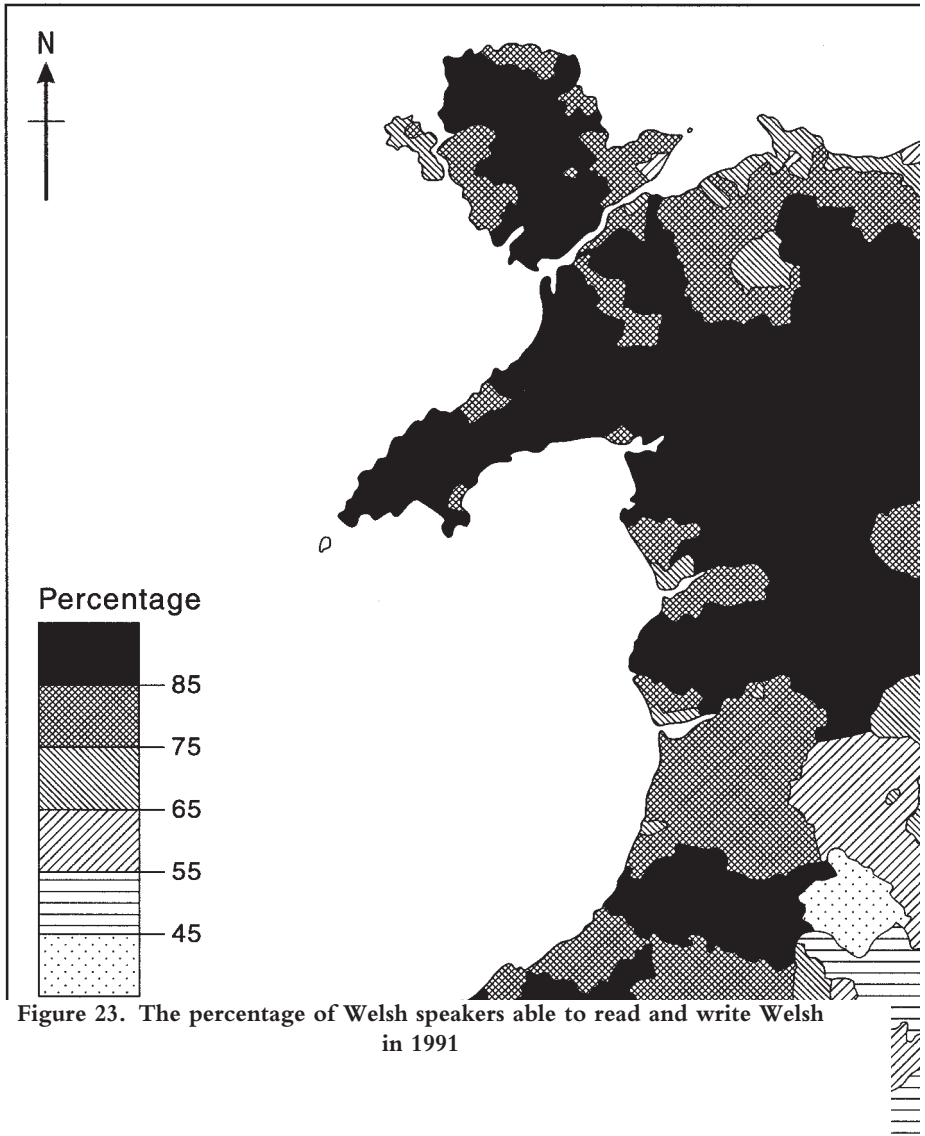 N
Percentage
85
75
65
55
45
Figure 23. The percentage of Welsh speakers able to read and write Welsh
in 1991